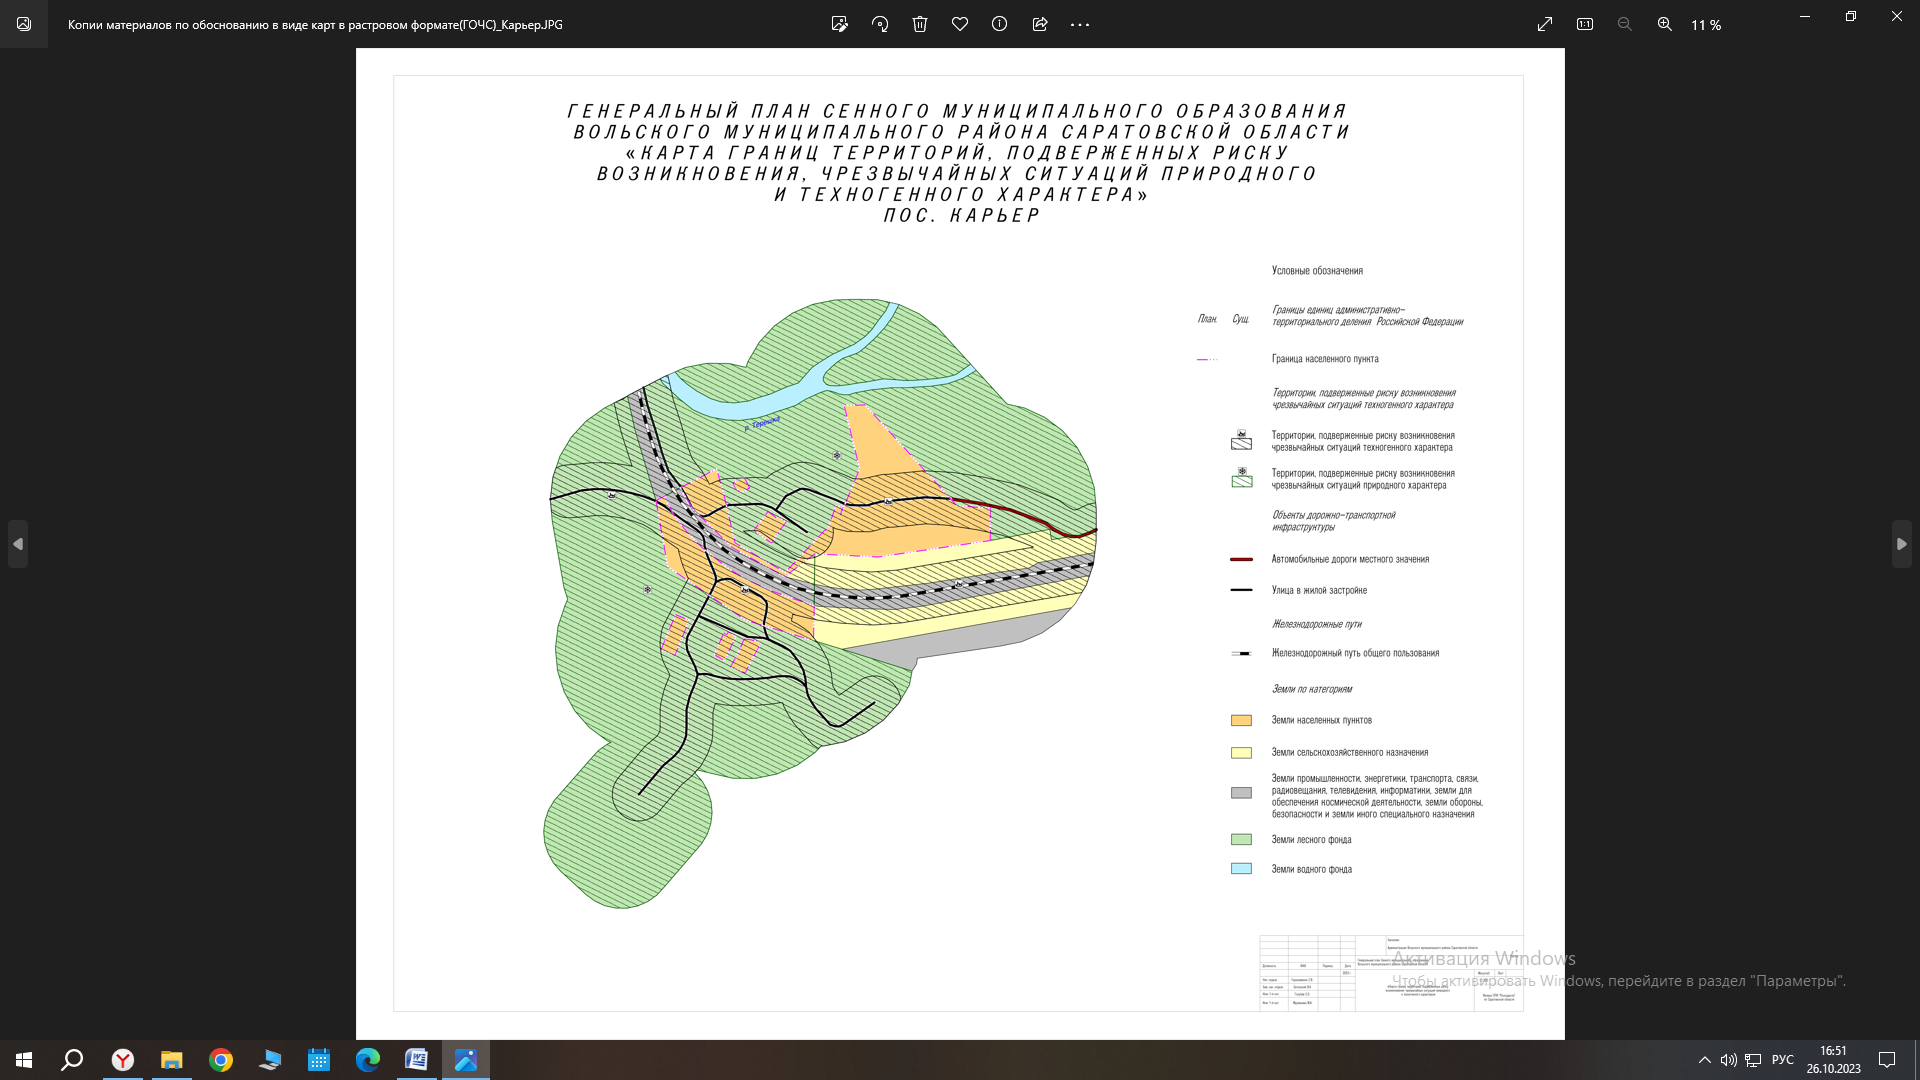 Копии материалов по обоснованию в виде карт в растровом формате(ГОЧС)_Карьер.JPG
11 %
ГЕНЕРАЛЬНЫЙ ПЛАН СЕННОГО МУНИЦИПАЛЬНОГО ОБРАЗОВАНИЯ
ВОЛЬСКОГО МУНИЦИПАЛЬНОГО РАЙОНА САРАТОВСКОЙ ОБЛАСТИ
«КАРТА ГРАНИЦ ТЕРРИТОРИЙ, ПОДВЕРЖЕННЫХ РИСКУ
ВОЗНИКНОВЕНИЯ, ЧРЕЗВЫЧАЙНЫХ СИТУАЦИЙ ПРИРОДНОГО
И ТЕХНОГЕННОГО ХАРАКТЕРА»
ПОС. КАРЬЕР
р. Терешка
Условные обозначения
План. Сущ.
Границы единиц административно-
территориального деления Российской Федерации
Граница населенного пункта
Территории, подверженные риску возникновения
чрезвычайных ситуаций техногенного характера
Территории, подверженные риску возникновения
чрезвычайных ситуаций техногенного характера
Территории, подверженные риску возникновения
чрезвычайных ситуаций природного характера
Объекты дорожно-транспортной
инфраструктуры
Автомобильные дороги местного значения
Улица в жилой застройке
Железнодорожные пути
Железнодорожный путь общего пользования
Земли по категориям
Земли населенных пунктов
Земли сельскохозяйственного назначения
Земли промышленности, энергетики, транспорта, связи,
радиовещания, телевидения, информатики, земли для
обеспечения космической деятельности, земли обороны,
безопасности и земли иного специального назначения
Земли лесного фонда
Земли водного фонда
Активация Windows
Чтобы активировать Windows, перейдите в раздел "Параметры".
РУС
16:51
26.10.2023